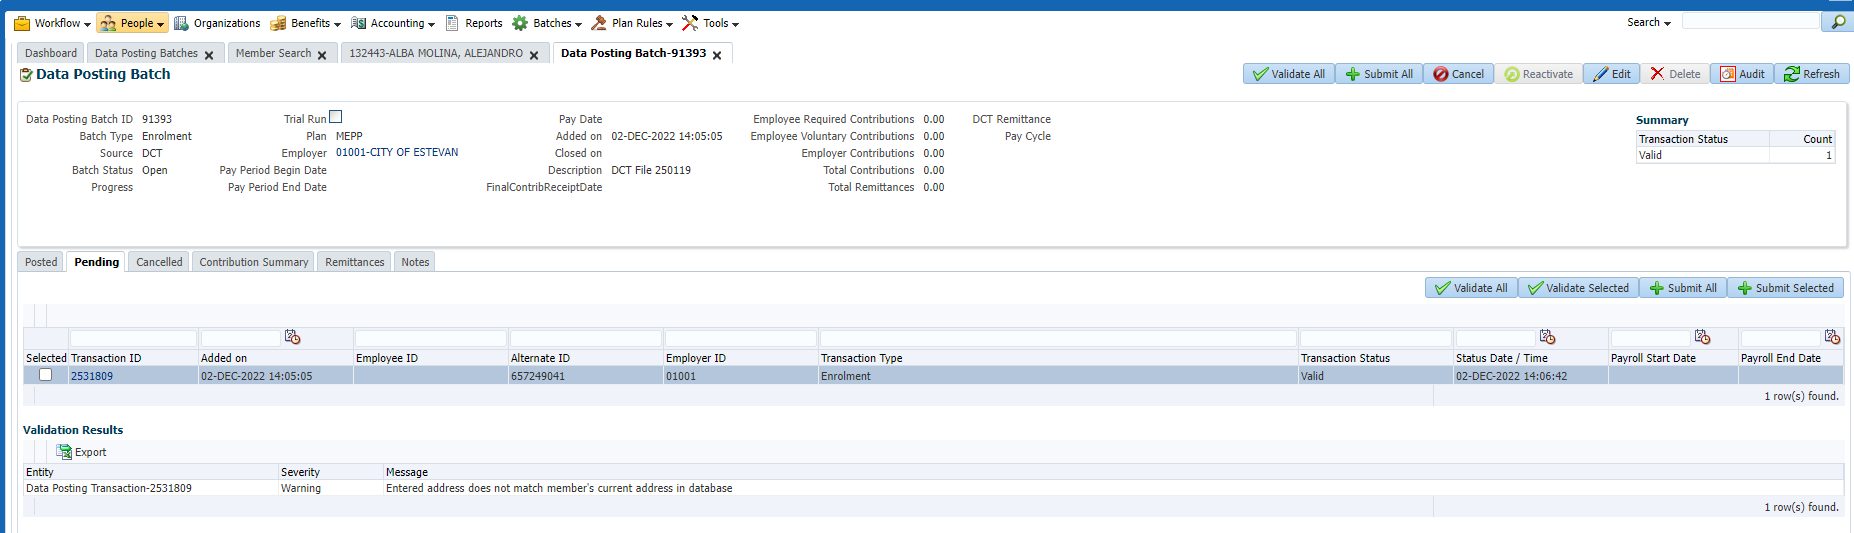 Workflow People Organizations Benefits Accounting Reports Batches Plan Rules Tools Search
Dashboard Data Posting Batches Member Search 132443-ALBA MOLINA, ALEJANDRO Data Posting Batch-91393
Data Posting Batch Validate All Submit All Cancel Reactivate Edit Delete Audit Refresh
Data Posting Batch ID 91393 Trial Run Pay Date Employee Required Contributions 0.00 DCT Remittance Summary
Batch Type Enrolment Plan MEPP Added on 02-DEC-2022 14:05:05 Employee Voluntary Contributions 0.00 Pay Cycle Transaction Status Count
Source DCT Employer 01001-CITY OF ESTEVAN Closed on Employer Contributions 0.00 Valid 1
Batch Status Open Pay Period Begin Date Description DCT File 250119 Total Contributions 0.00
Progress Pay Period End Date FinalContribReceiptDate Total Remittances 0.00
Posted Pending Cancelled Contribution Summary Remittances Notes
Validate All Validate Selected Submit All Submit Selected
Selected Transaction ID Added on Employee ID Alternate ID Employer ID Transaction Type Transaction Status Status Date / Time Payroll Start Date Payroll End Date
2531809 02-DEC-2022 14:05:05 657249041 01001 Enrolment Valid 02-DEC-2022 14:06:42
1 row(s) found.
Validation Results
Export
Entity Severity Message
Data Posting Transaction-2531809 Warning Entered address does not match member's current address in database
1 row(s) found.